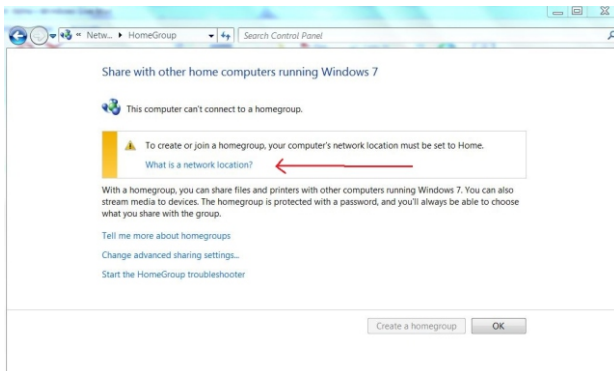 « Netw... ▸ HomeGroup
Search Control Panel
Share with other home computers running Windows 7
This computer can't connect to a homegroup.
To create or join a homegroup, your computer's network location must be set to Home.
What is a network location?
With a homegroup, you can share files and printers with other computers running Windows 7. You can also
stream media to devices. The homegroup is protected with a password, and you'll always be able to choose
what you share with the group.
Tell me more about homegroups
Change advanced sharing settings...
Start the HomeGroup troubleshooter
Create a homegroup
OK